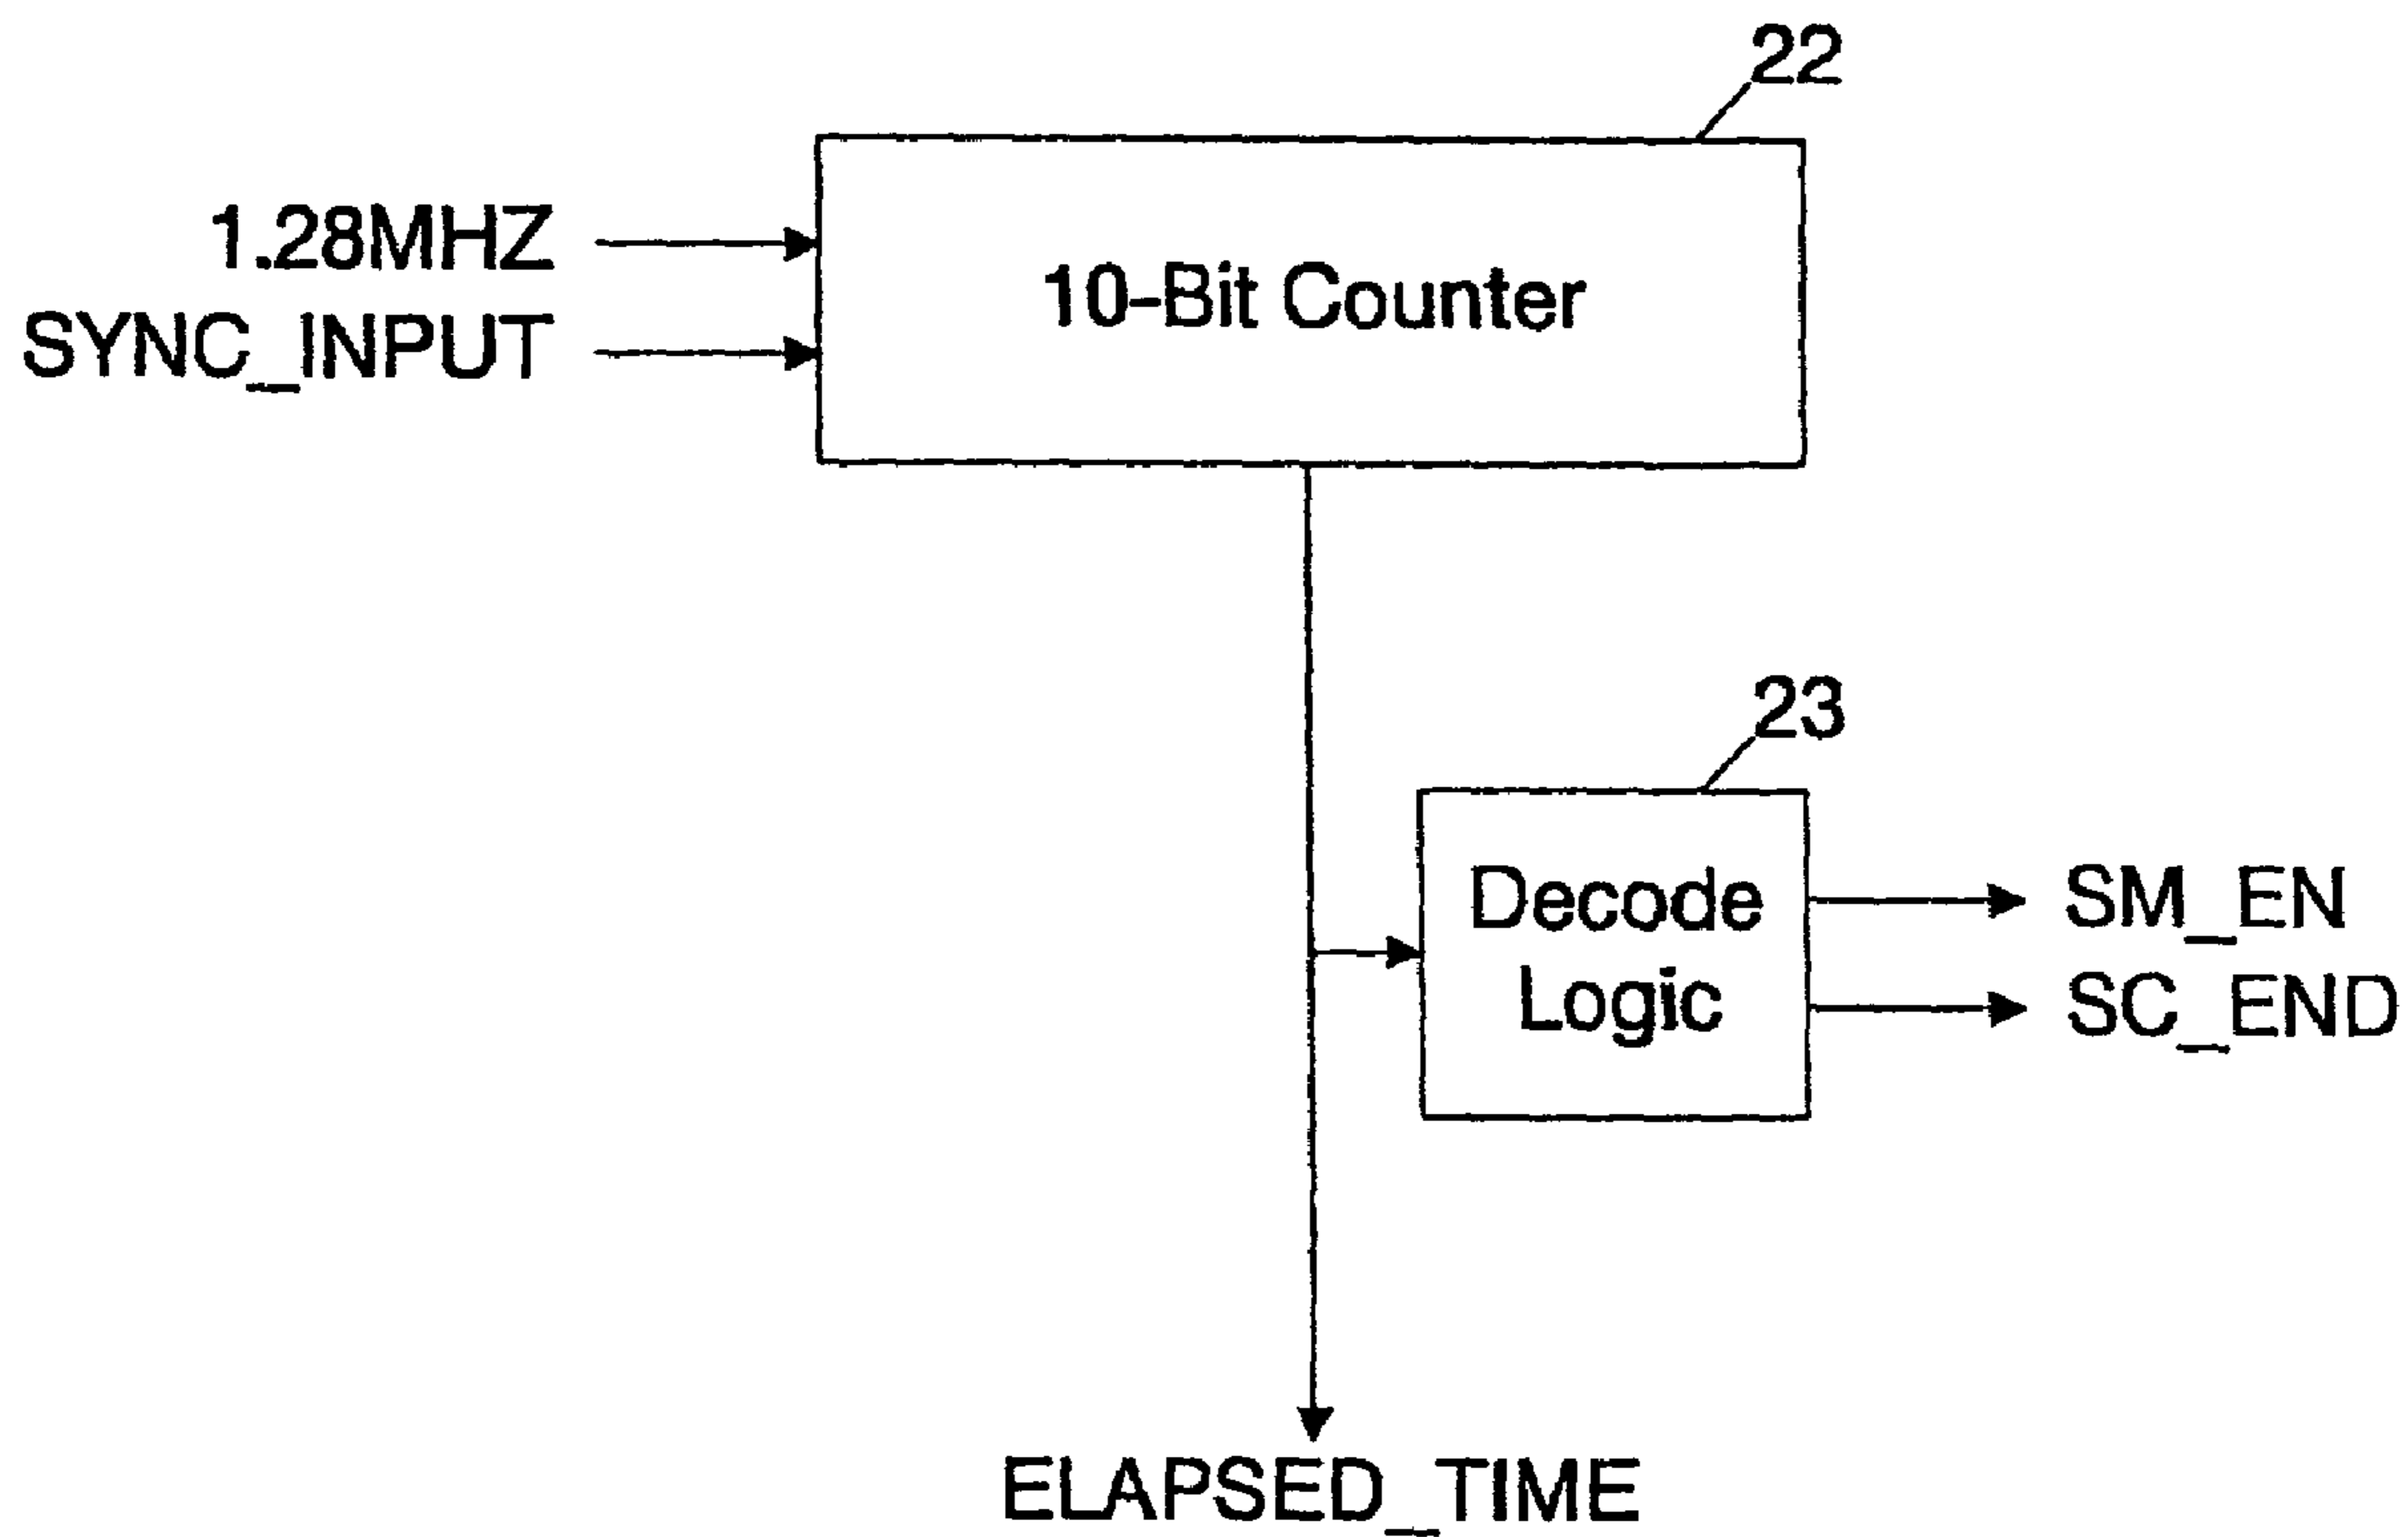 22
1.28MHZ
SYNC_INPUT
10-Bit Counter
23
Decode
Logic
SM_EN
SC_END
ELAPSED_TIME